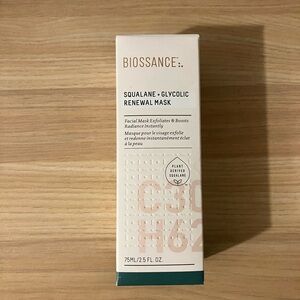 BIOSSANCE:.
SQUALANE + GLYCOLIC
RENEWAL MASK
Facial Mask Exfoliates & Boosts
Radiance Instantly
Masque pour le visage exfolie
et redonne instantanément éclat
à la peau
PLANT
DERIVED
SQUALANE
C30
H62
75ML/2.5 FL. OZ.